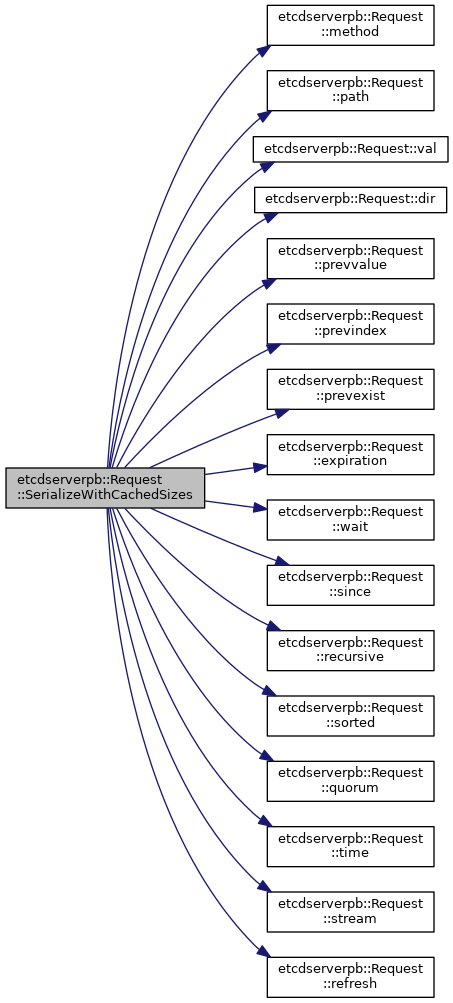 etcdserverpb::Request
::SerializeWithCachedSizes
etcdserverpb::Request
::method
etcdserverpb::Request
::path
etcdserverpb::Request::val
etcdserverpb::Request::dir
etcdserverpb::Request
::prevvalue
etcdserverpb::Request
::previndex
etcdserverpb::Request
::prevexist
etcdserverpb::Request
::expiration
etcdserverpb::Request
::wait
etcdserverpb::Request
::since
etcdserverpb::Request
::recursive
etcdserverpb::Request
::sorted
etcdserverpb::Request
::quorum
etcdserverpb::Request
::time
etcdserverpb::Request
::stream
etcdserverpb::Request
::refresh